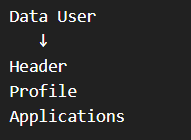 Data User
↓
Header
Profile
Applications